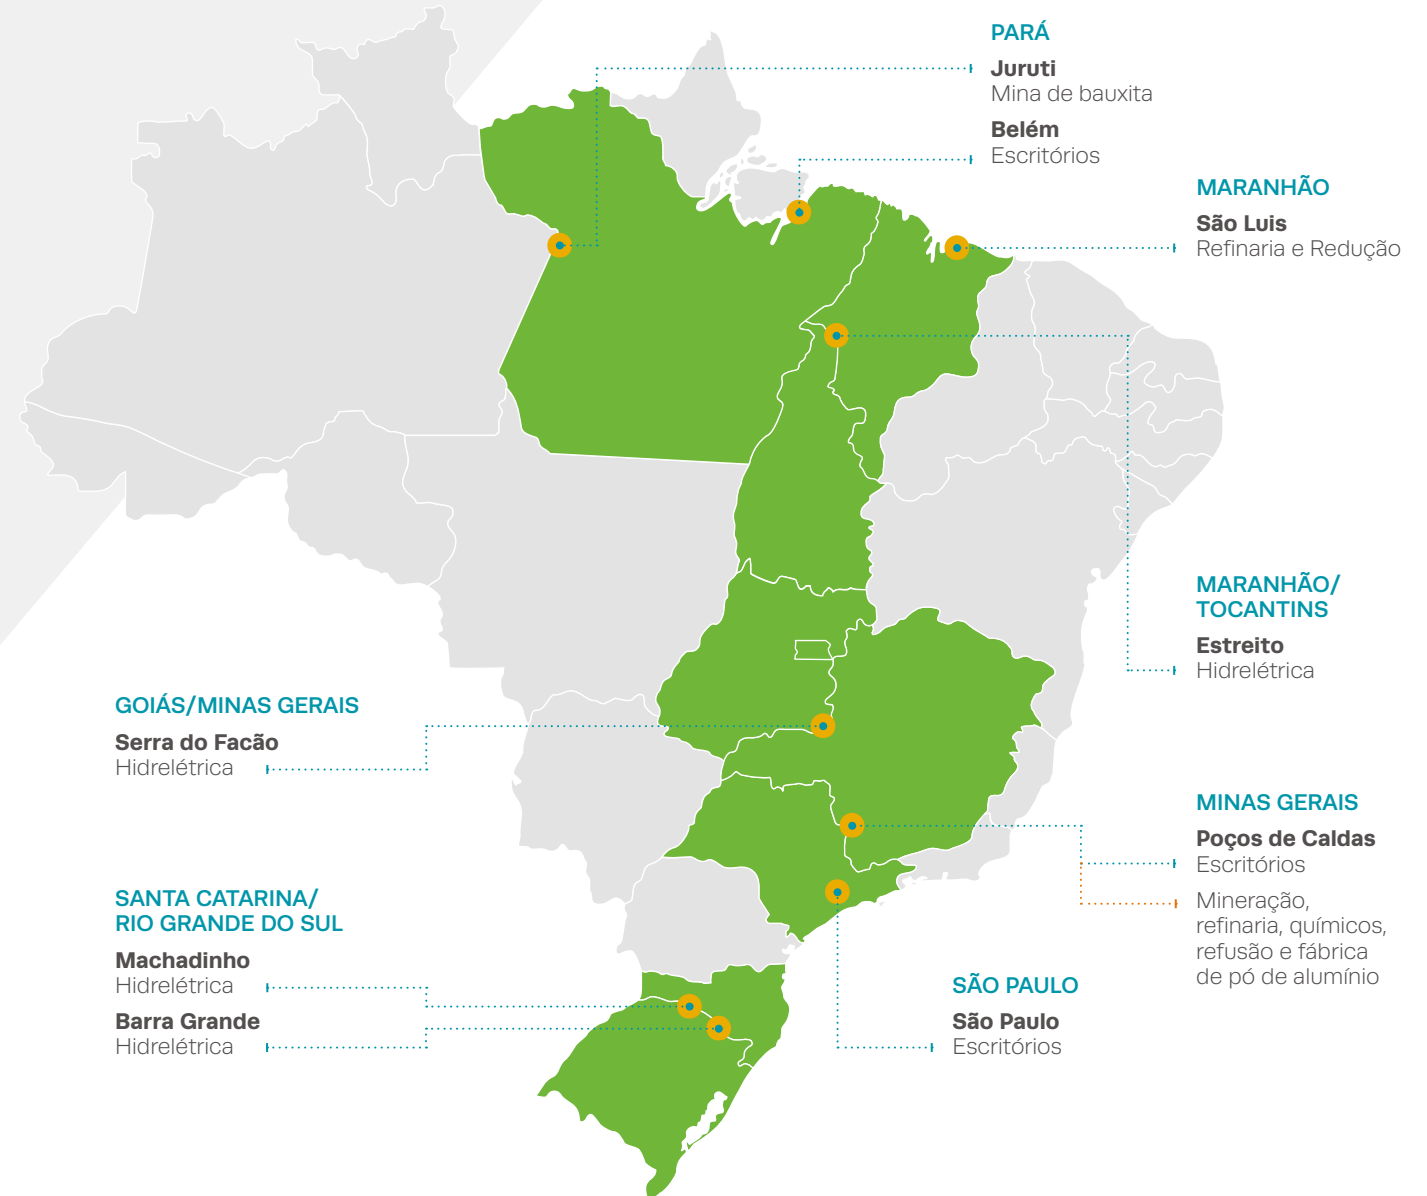 PARÁ
Juruti
Mina de bauxita
Belém
Escritórios
MARANHÃO
São Luis
Refinaria e Redução
MARANHÃO/
TOCANTINS
Estreito
Hidrelétrica
GOIÁS/MINAS GERAIS
Serra do Facão
Hidrelétrica
MINAS GERAIS
Poços de Caldas
Escritórios
Mineração,
refinaria, químicos,
refusão e fábrica
de pó de alumínio
SANTA CATARINA/
RIO GRANDE DO SUL
Machadinho
Hidrelétrica
Barra Grande
Hidrelétrica
SÃO PAULO
São Paulo
Escritórios